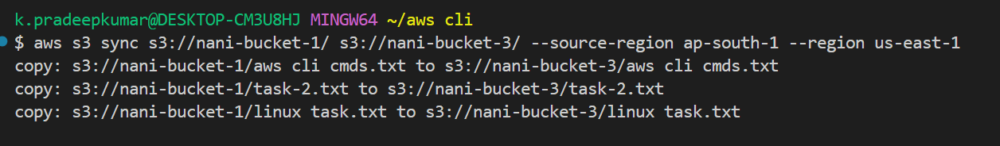 k.pradeepkumar@DESKTOP-CM3U8HJ MINGW64 ~/aws cli
$ aws s3 sync s3://nani-bucket-1/ s3://nani-bucket-3/ --source-region ap-south-1 --region us-east-1
copy: s3://nani-bucket-1/aws cli cmds.txt to s3://nani-bucket-3/aws cli cmds.txt
copy: s3://nani-bucket-1/task-2.txt to s3://nani-bucket-3/task-2.txt
copy: s3://nani-bucket-1/linux task.txt to s3://nani-bucket-3/linux task.txt